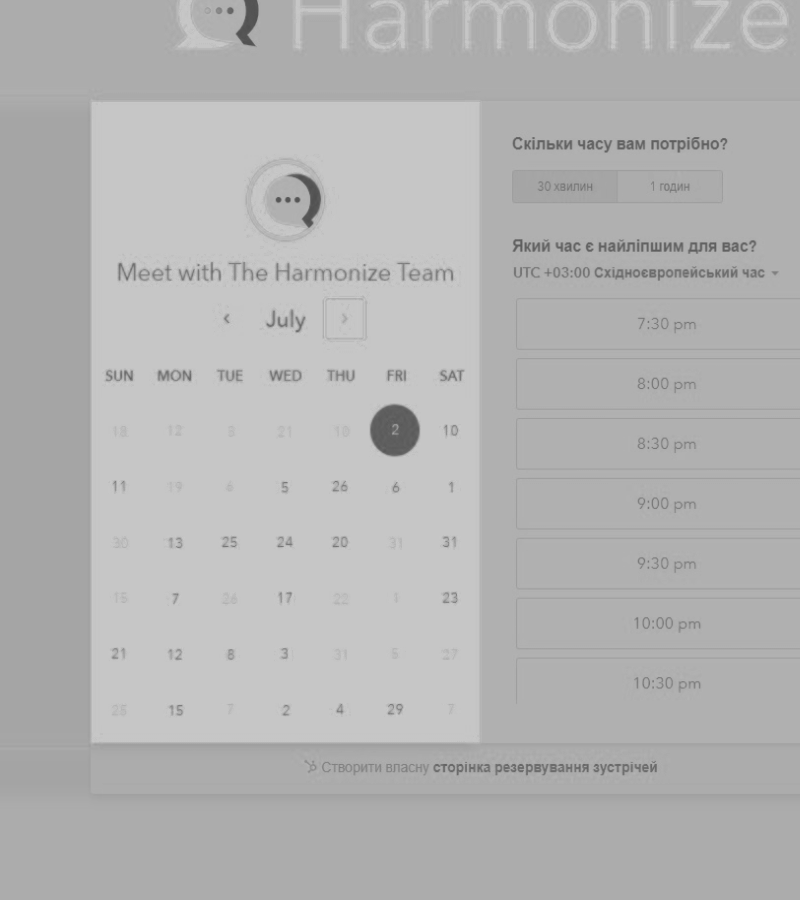 Harmonize
Meet with The Harmonize Team
‹ July ›
SUN MON TUE WED THU FRI SAT
18 12 3 21 10 2 10
11 19 6 5 26 6 1
30 13 25 24 20 31 31
15 7 26 17 22 1 23
21 12 8 3 31 5 27
25 15 7 2 4 29 7
Скільки часу вам потрібно?
30 хвилин 1 годин
Який час є найліпшим для вас?
UTC +03:00 Східноєвропейський час
7:30 pm
8:00 pm
8:30 pm
9:00 pm
9:30 pm
10:00 pm
10:30 pm
Створити власну сторінка резервування зустрічей